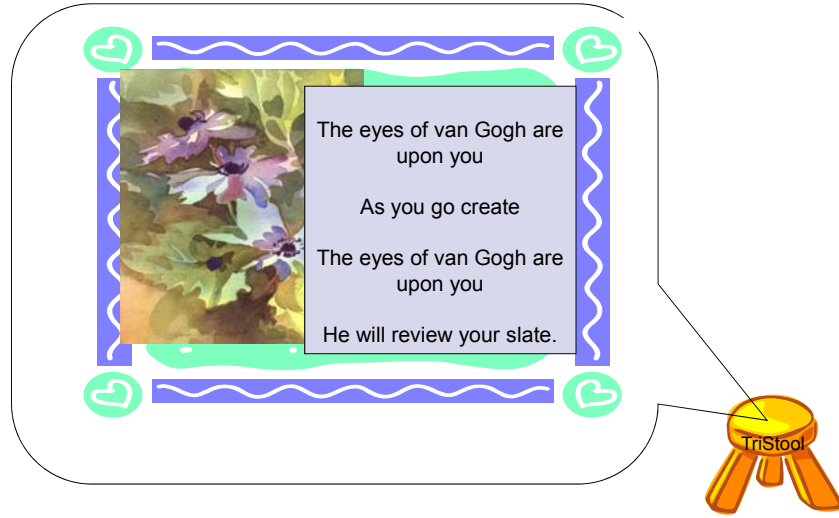 The eyes of van Gogh are
upon you
As you go create
The eyes of van Gogh are
upon you
He will review your slate.
TriStool